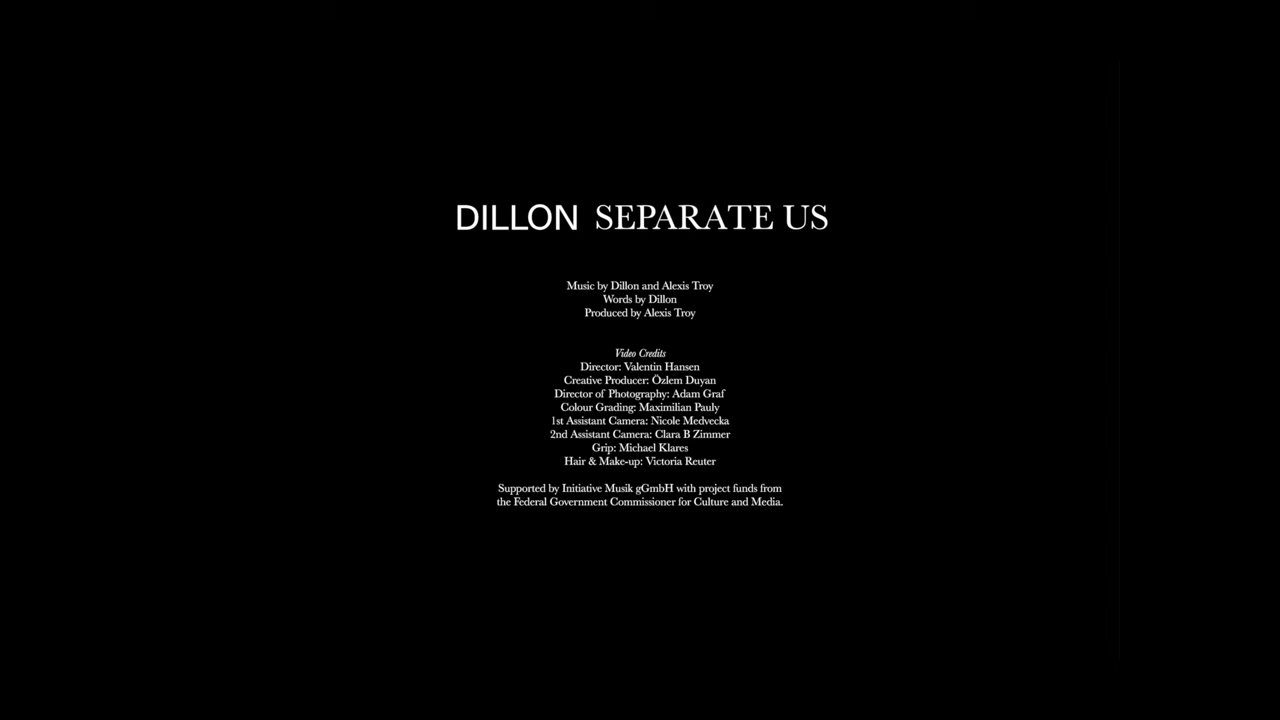 DILLON SEPARATE US
Music by Dillon and Alexis Troy
Words by Dillon
Produced by Alexis Troy
Video Credits
Director: Valentin Hansen
Creative Producer: Özlem Duyan
Director of Photography: Adam Graf
Colour Grading: Maximilian Pauly
1st Assistant Camera: Nicole Medvecka
2nd Assistant Camera: Clara B Zimmer
Grip: Michael Klares
Hair & Make-up: Victoria Reuter
Supported by Initiative Musik gGmbH with project funds from
the Federal Government Commissioner for Culture and Media.